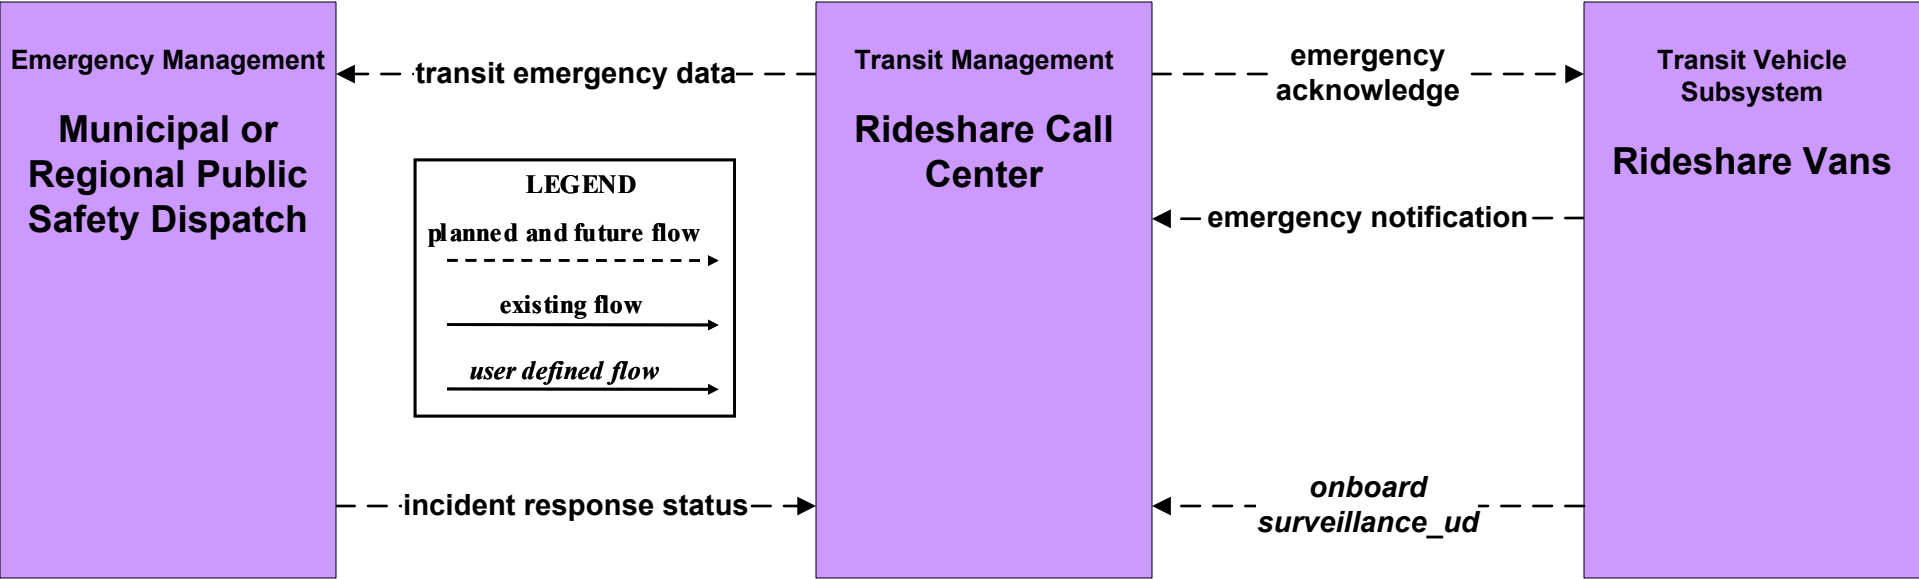 Emergency Management
Municipal or
Regional Public
Safety Dispatch
transit emergency data
LEGEND
planned and future flow
existing flow
user defined flow
incident response status
Transit Management
Rideshare Call
Center
emergency
acknowledge
emergency notification
onboard
surveillance_ud
Transit Vehicle
Subsystem
Rideshare Vans